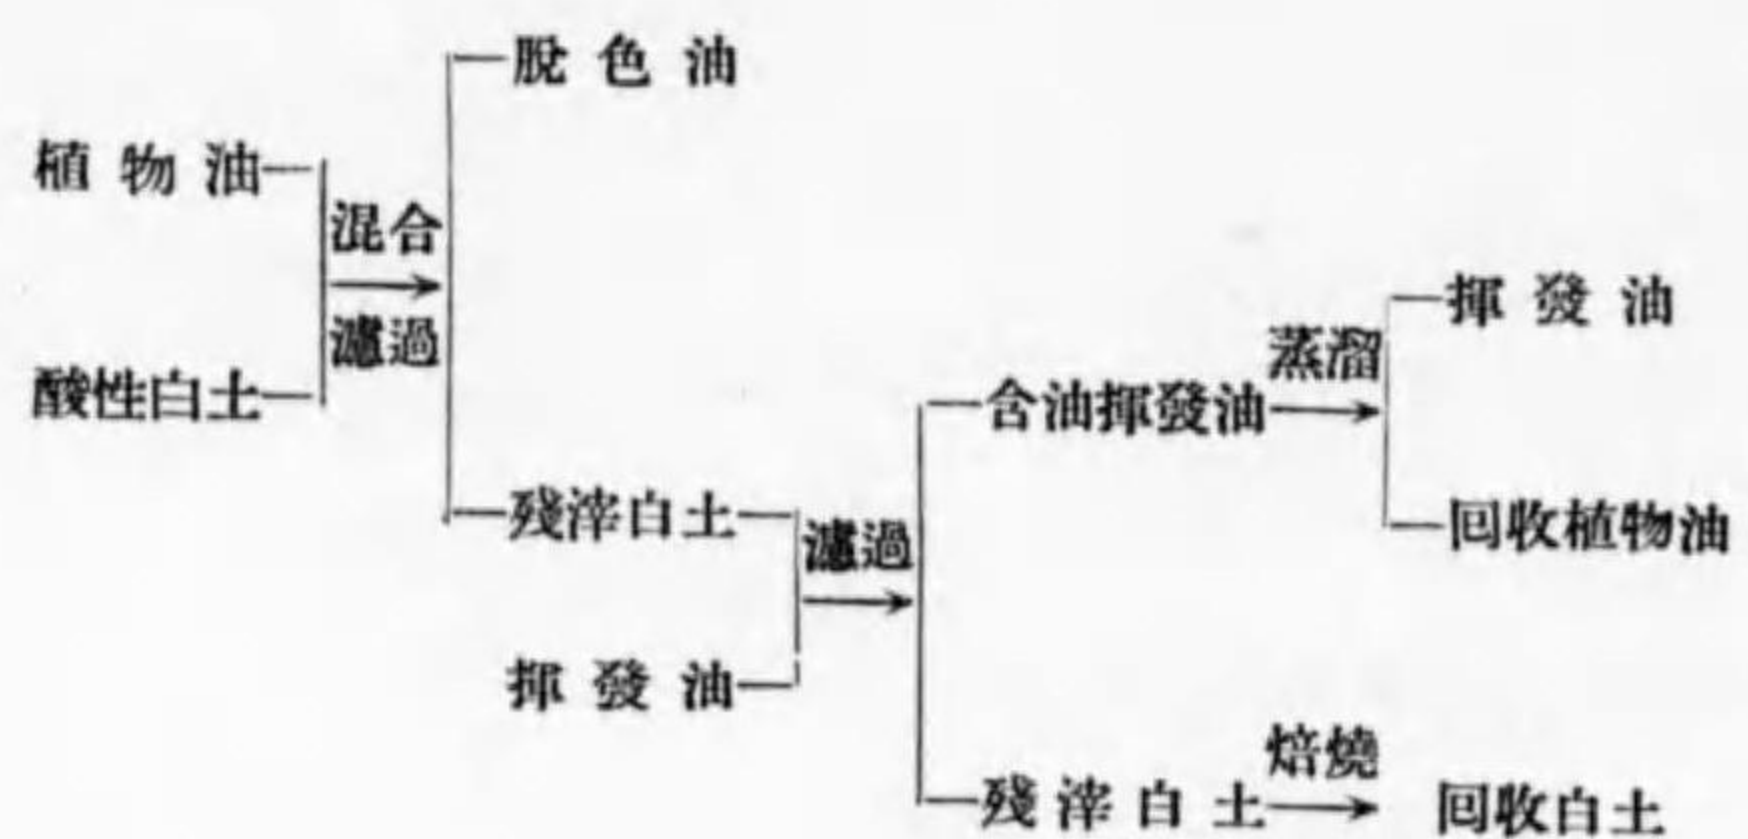 脫色油
植物油
混合
濾過
酸性白土
揮發油
蒸溜
含油揮發油
殘滓白土
濾過
回收植物油
揮發油
焙燒
殘滓白土
回收白土